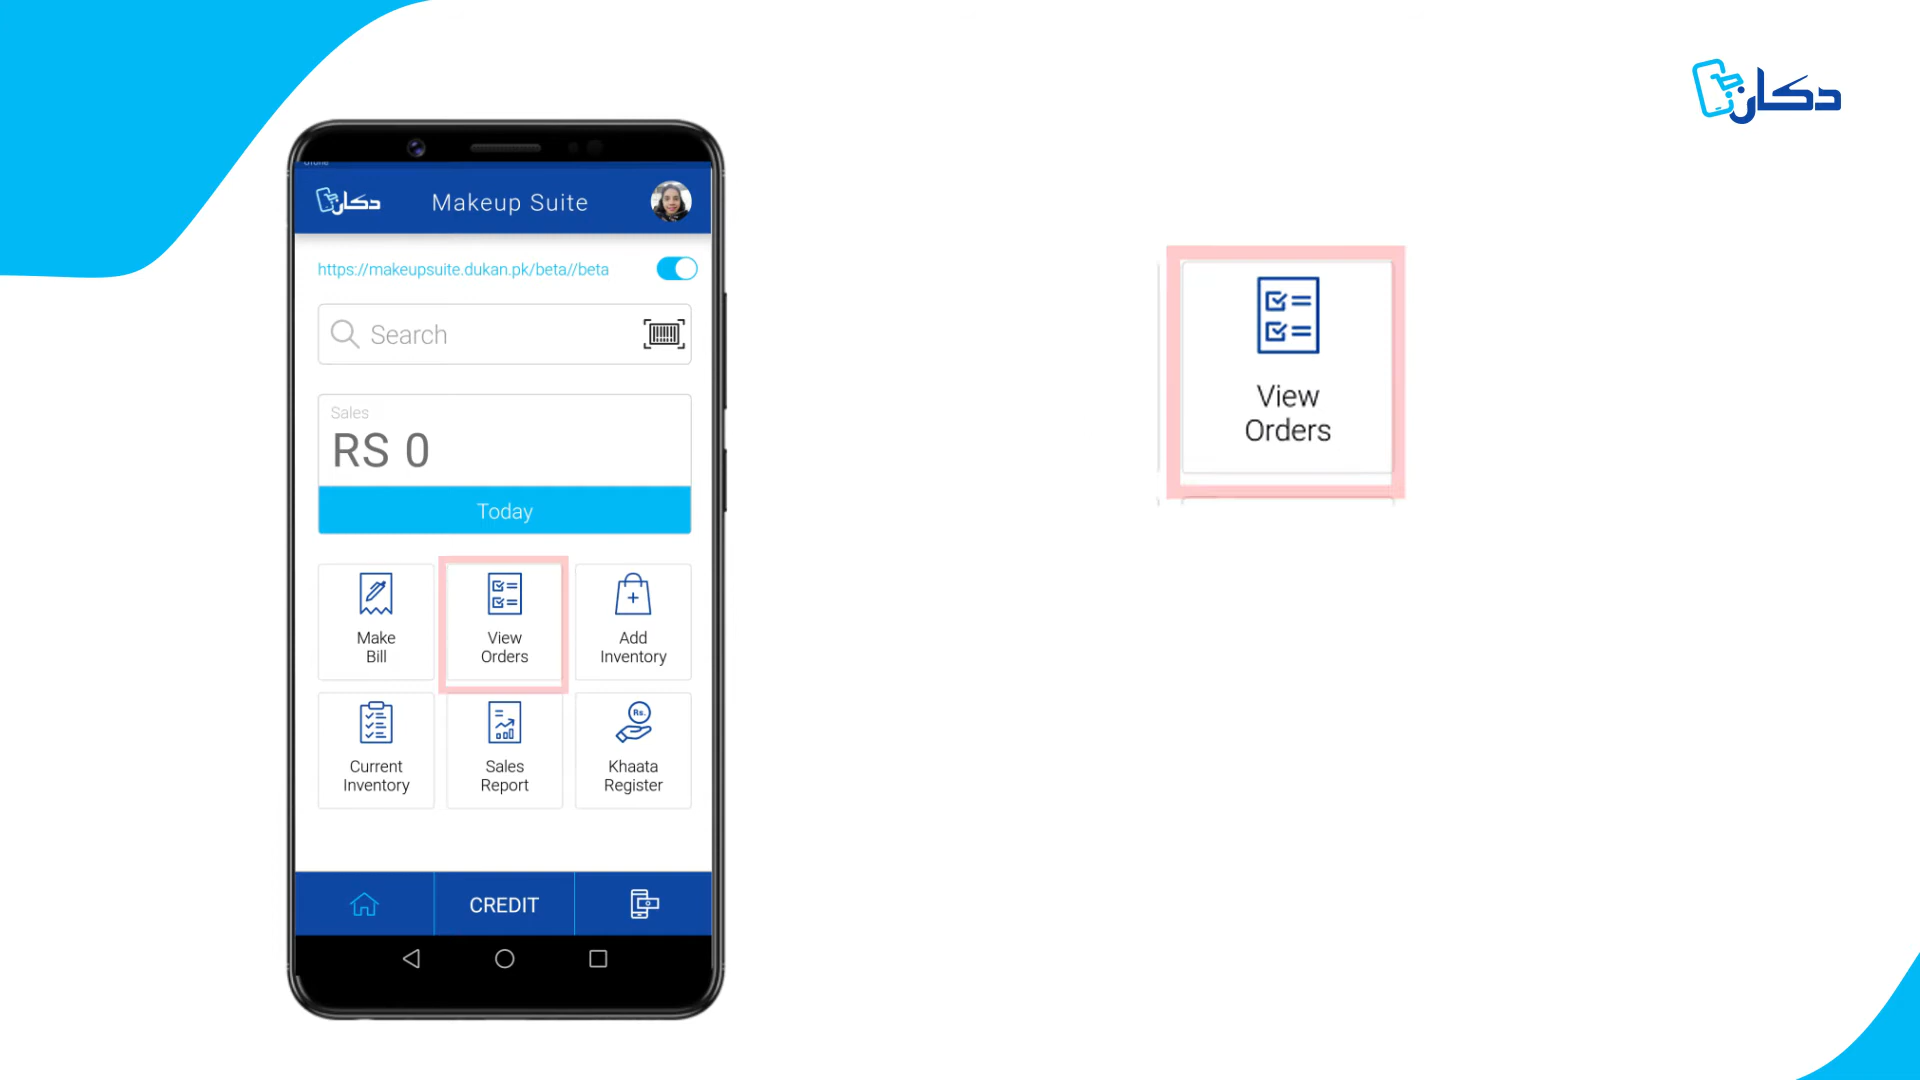 دکان
دکان
Makeup Suite
https://makeupsuite.dukan.pk/beta//beta
Search
Sales
RS 0
Today
Make
Bill
View
Orders
Add
Inventory
Current
Inventory
Sales
Report
Rs.
Khaata
Register
CREDIT
View
Orders